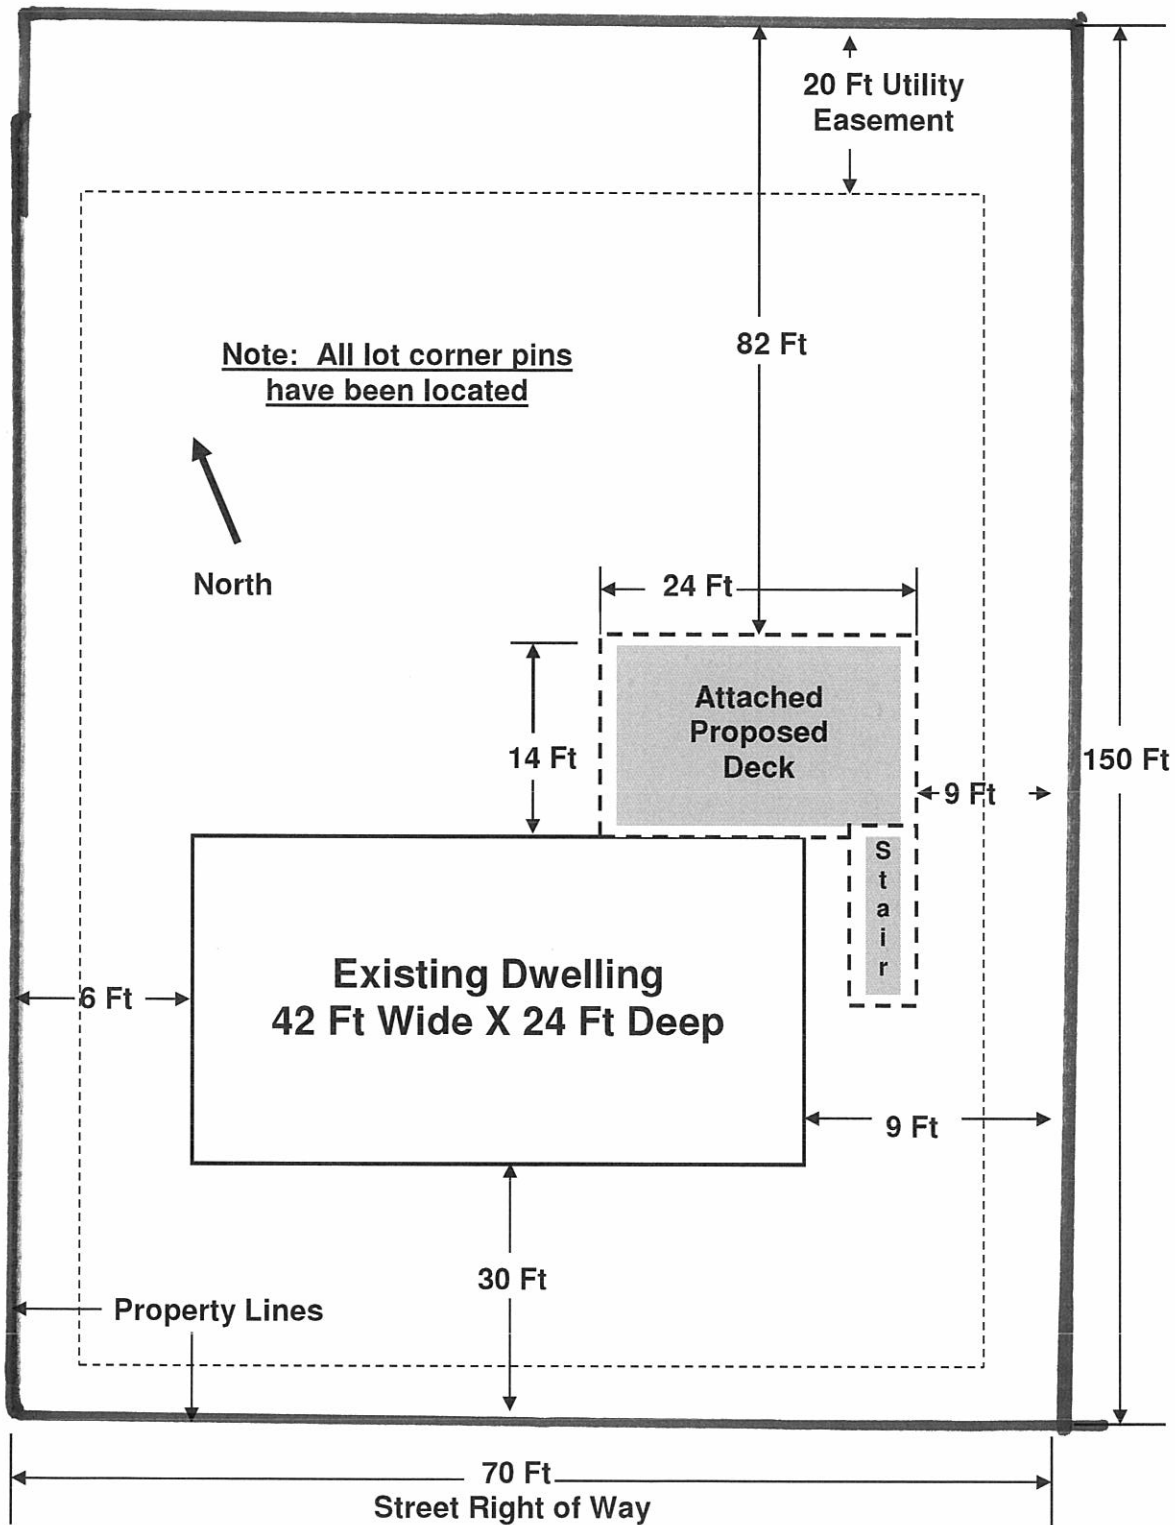 20 Ft Utility
Easement
82 Ft
Note: All lot corner pins
have been located
North
24 Ft
Attached
Proposed
Deck
14 Ft
150 Ft
9 Ft
Stair
Existing Dwelling
42 Ft Wide X 24 Ft Deep
6 Ft
9 Ft
30 Ft
Property Lines
70 Ft
Street Right of Way